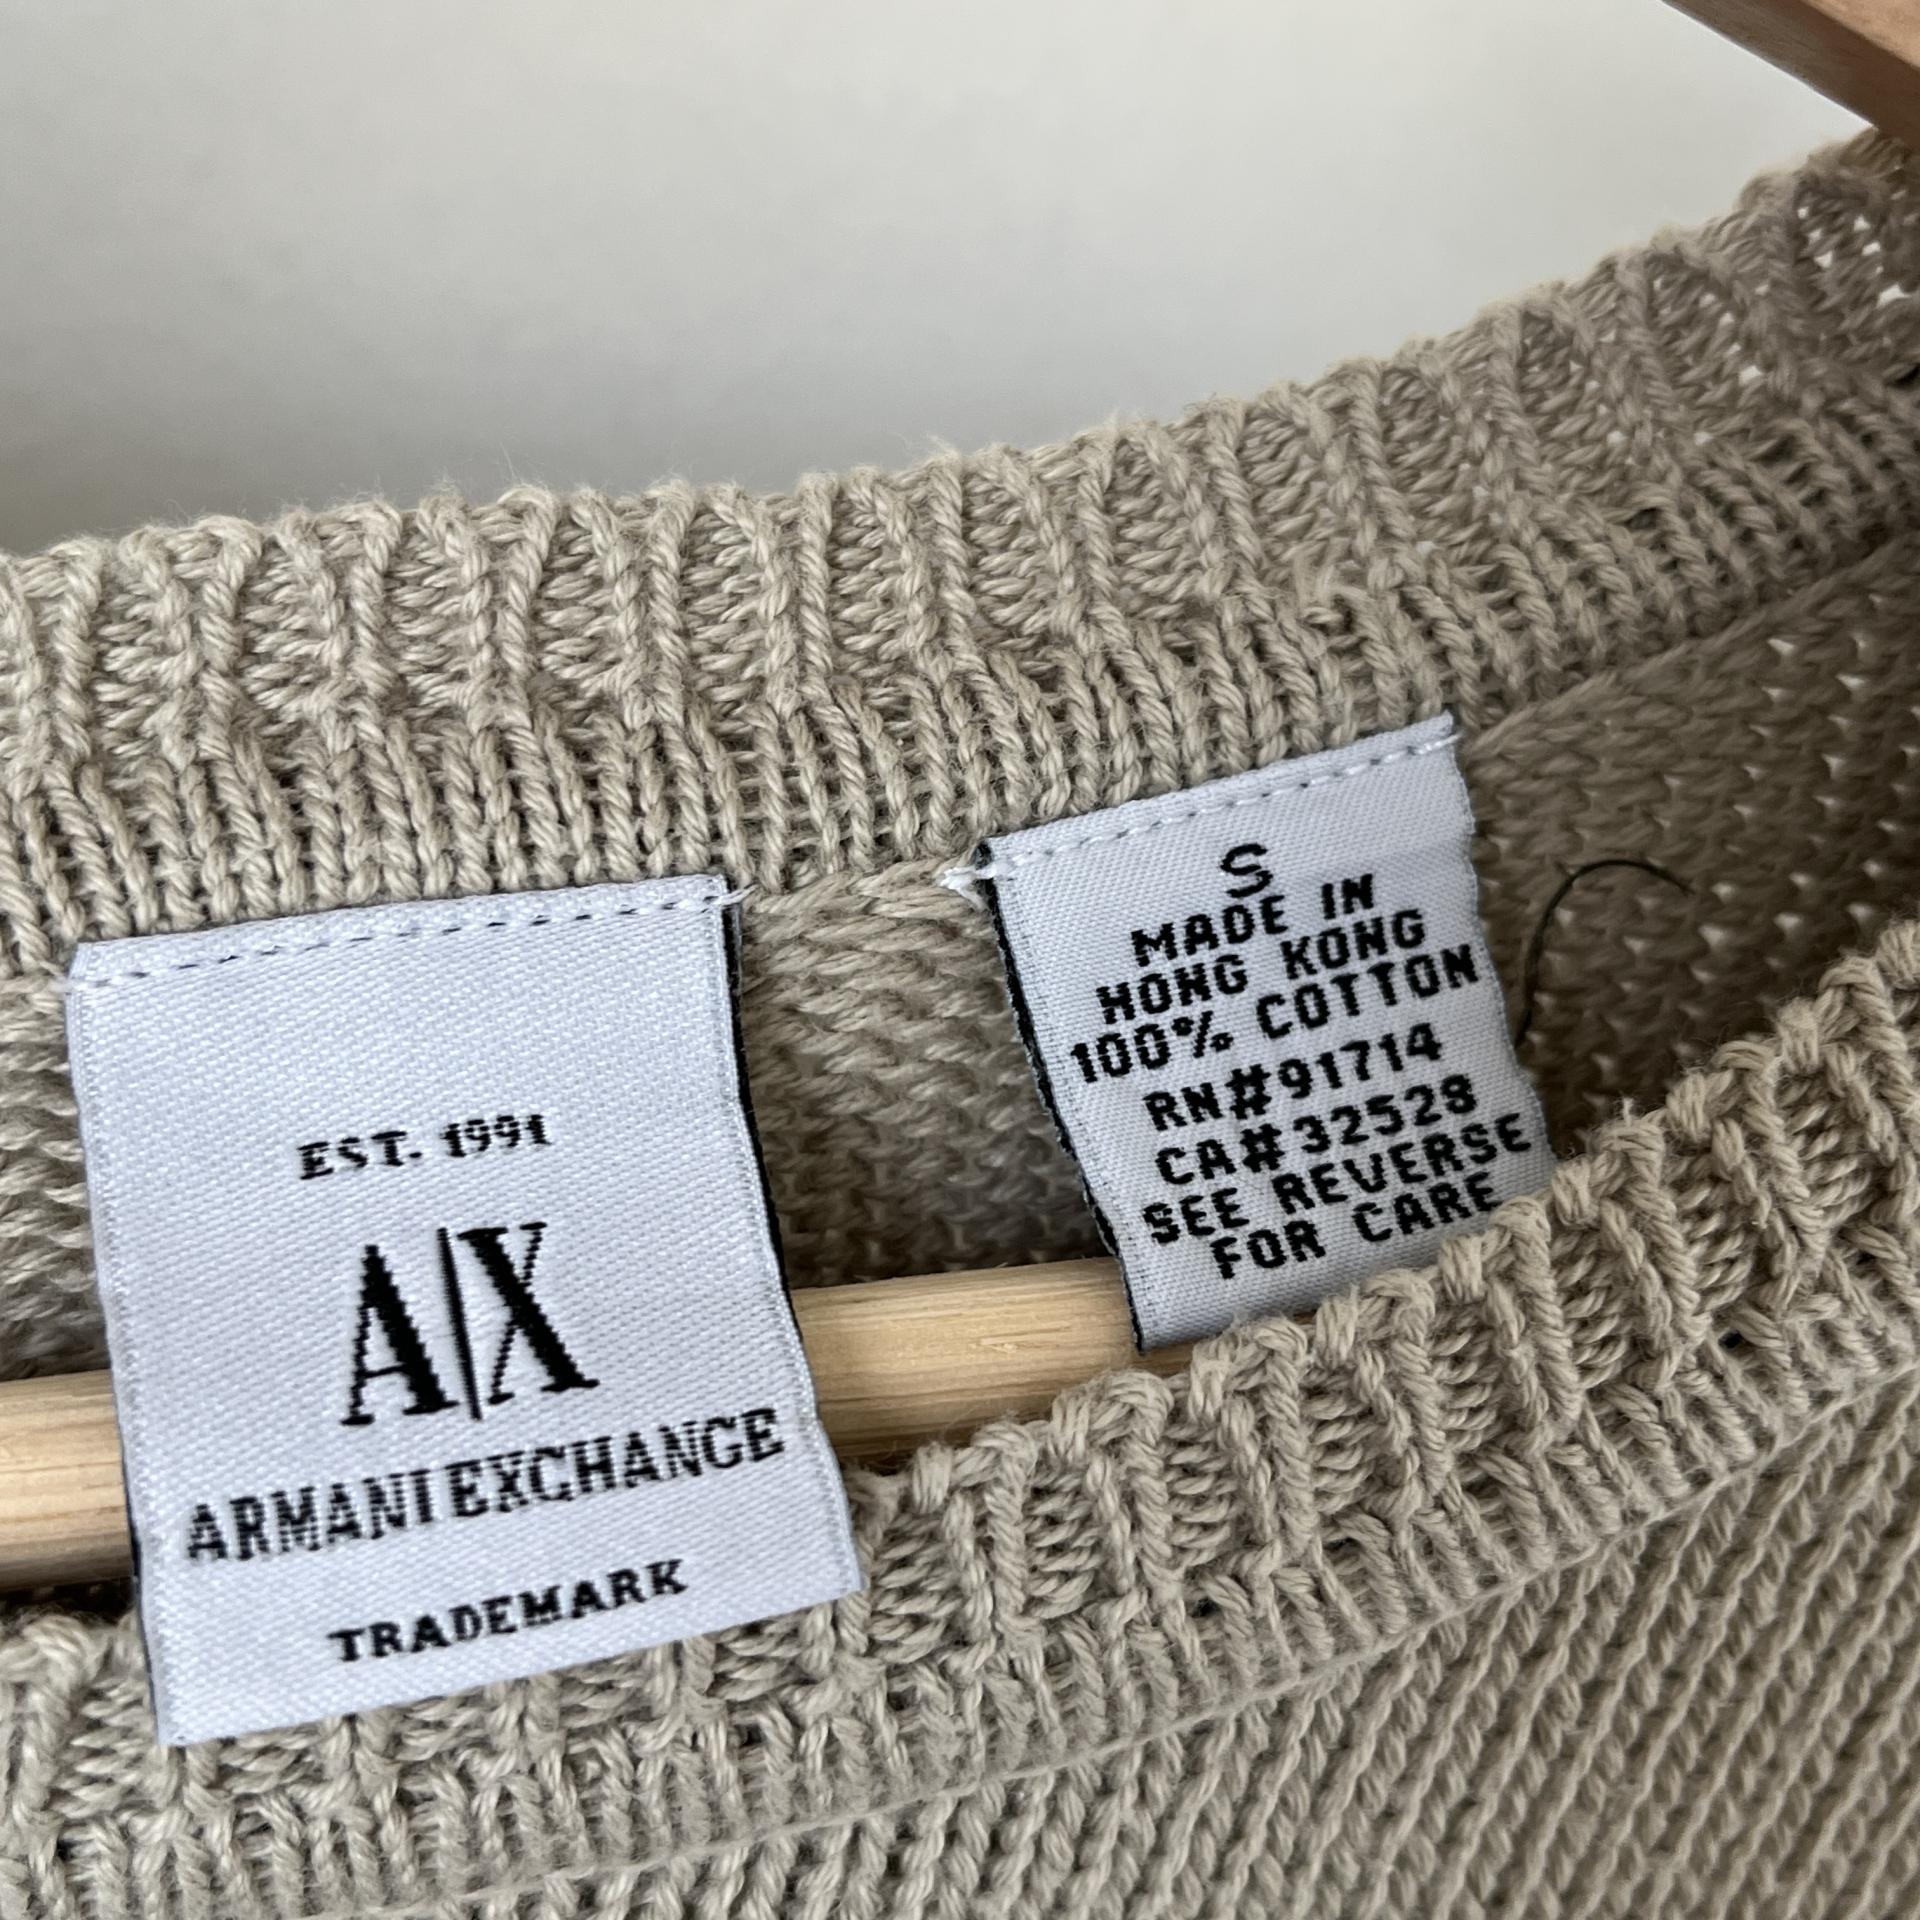 EST. 1991
A|X
ARMANI EXCHANGE
TRADEMARK
S
MADE IN
HONG KONG
100% COTTON
RN#91714
CA#32528
SEE REVERSE
FOR CARE